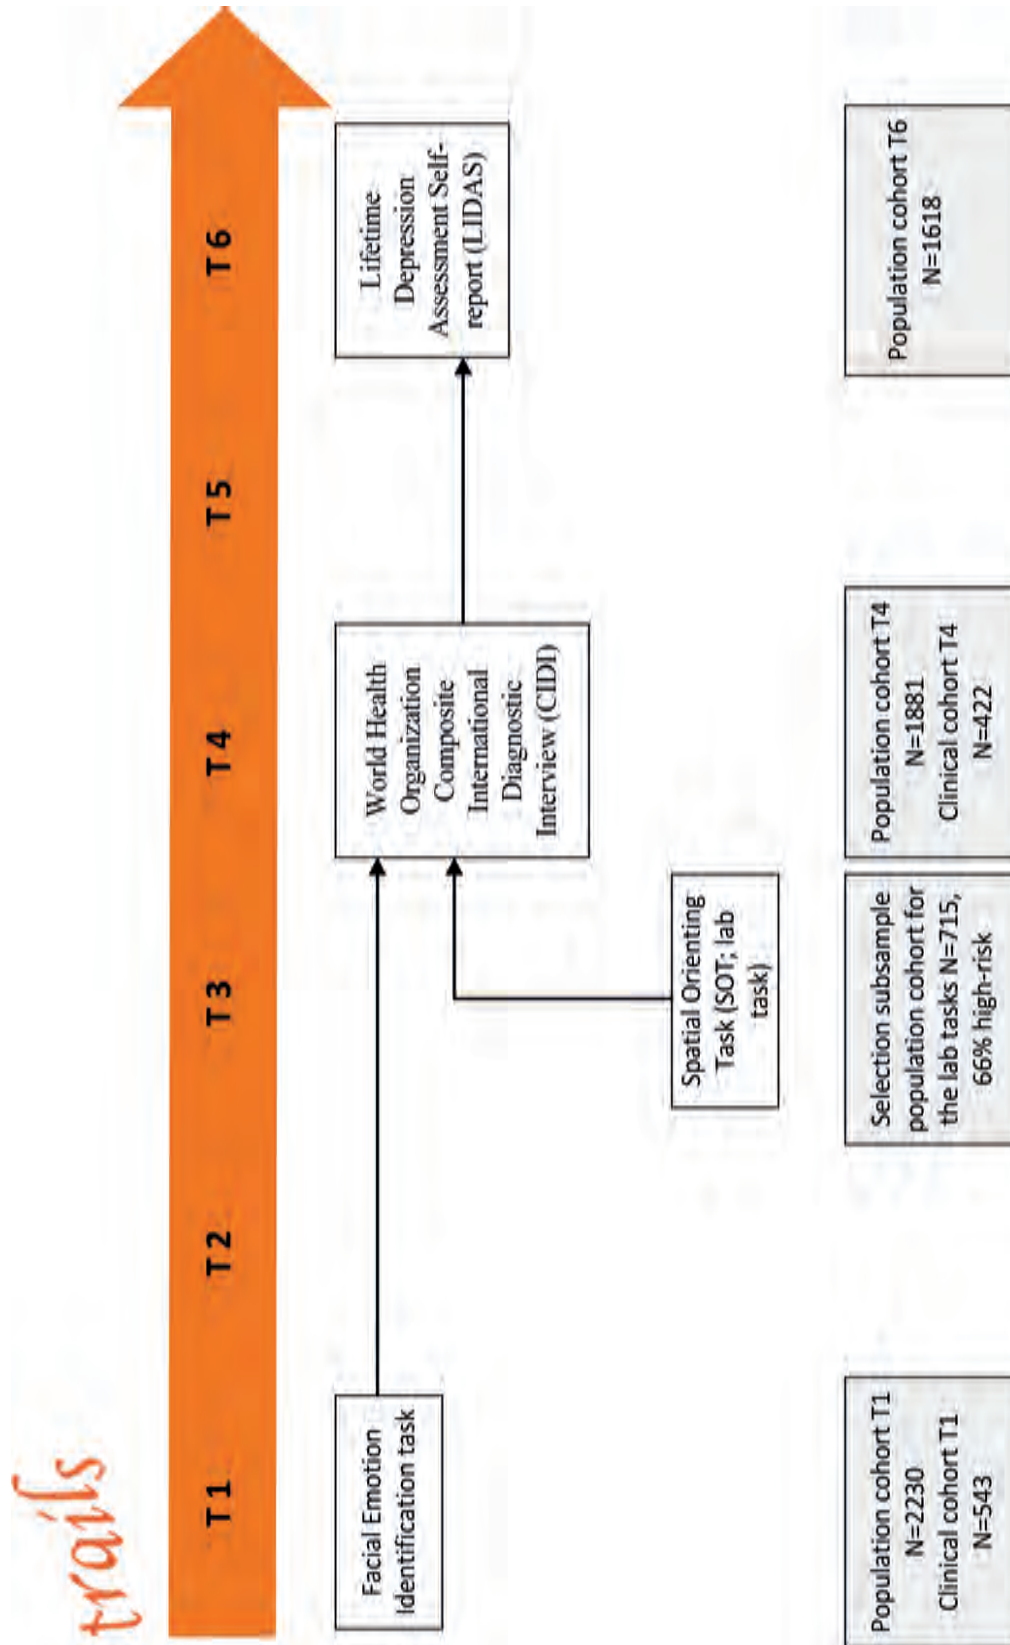 trails
T1
T2
T3
T4
T5
T6
Facial Emotion
Identification task
World Health
Organization
Composite
International
Diagnostic
Interview (CIDI)
Lifetime
Depression
Assessment Self-
report (LIDAS)
Spatial Orienting
Task (SOT; lab
task)
Population cohort T1
N=2230
Clinical cohort T1
N=543
Selection subsample
population cohort for
the lab tasks N=715,
66% high-risk
Population cohort T4
N=1881
Clinical cohort T4
N=422
Population cohort T6
N=1618